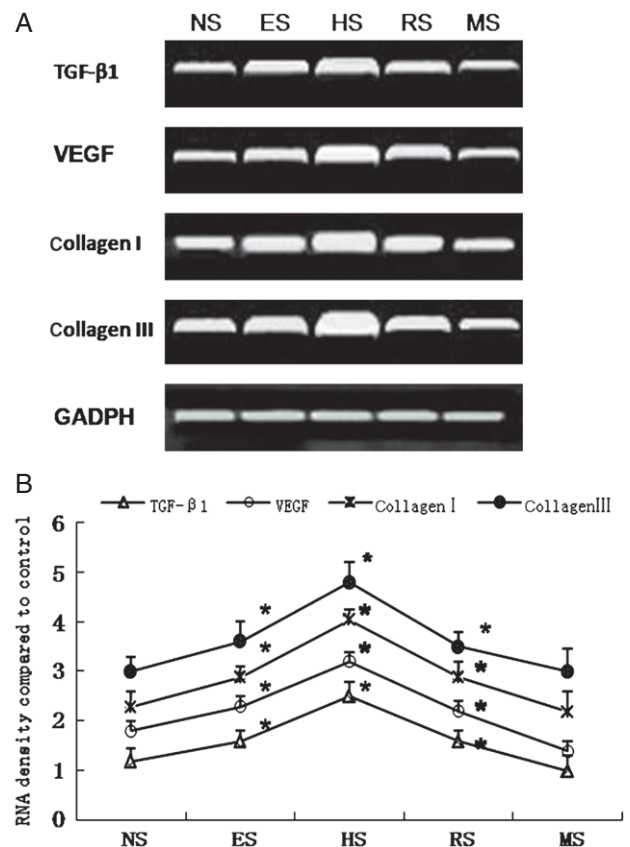 A
NS ES HS RS MS
TGF-β1
VEGF
Collagen I
Collagen III
GADPH
B
TGF-β1 VEGF Collagen I CollagenIII
RNA density compared to control
6
5
4
3
2
1
0
* * * *
* * * *
* * * *
NS ES HS RS MS